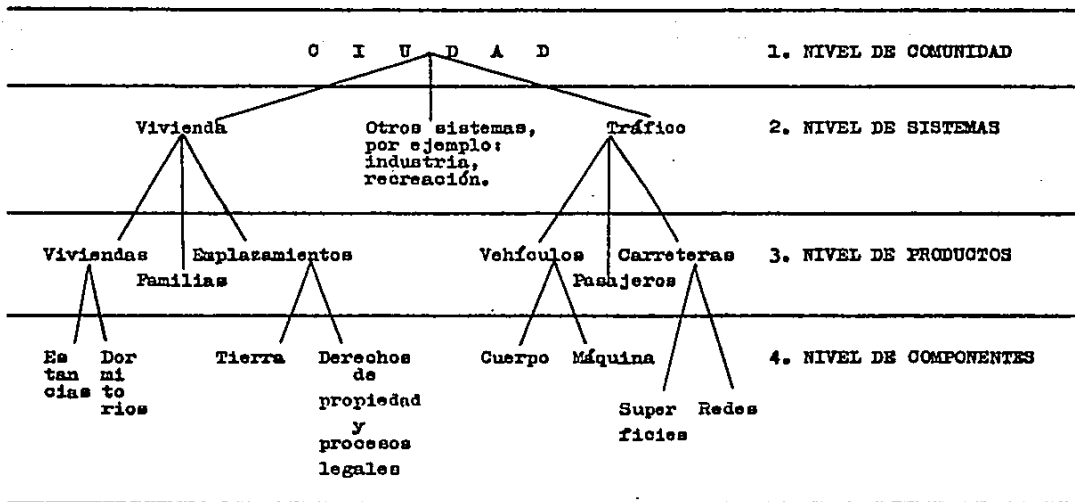 C I U D A D 1. NIVEL DE COMUNIDAD
Vivienda Otros sistemas, Tráfico 2. NIVEL DE SISTEMAS
por ejemplo:
industria,
recreación.
Viviendas Emplazamientos Vehículos Carreteras 3. NIVEL DE PRODUCTOS
Familias Pasajeros
Es Dor Tierra Derechos Cuerpo Máquina 4. NIVEL DE COMPONENTES
tan mi de
cias to propiedad Super Redes
rios y ficies
procesos
legales